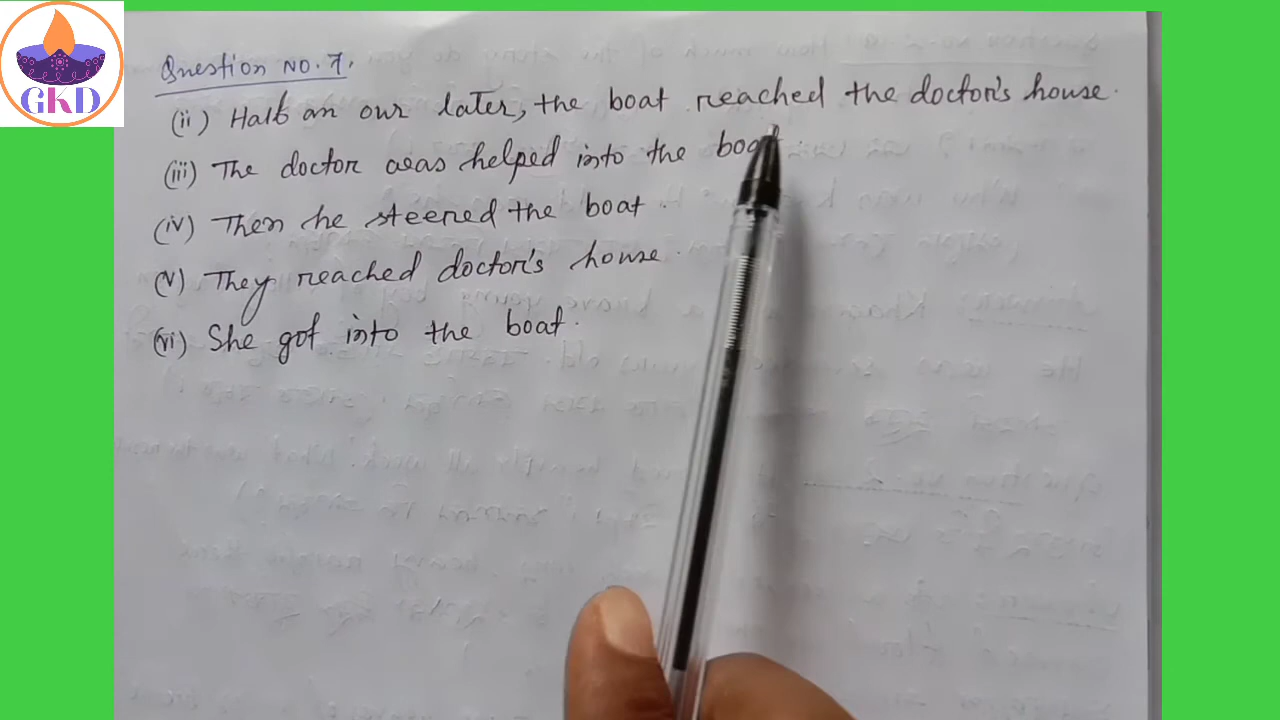 GKD
Question No. 7.
(ii) Half an our later, the boat reached the doctor's house.
(iii) The doctor was helped into the boat.
(iv) Then he steered the boat.
(v) They reached doctor's house.
(vi) She got into the boat.